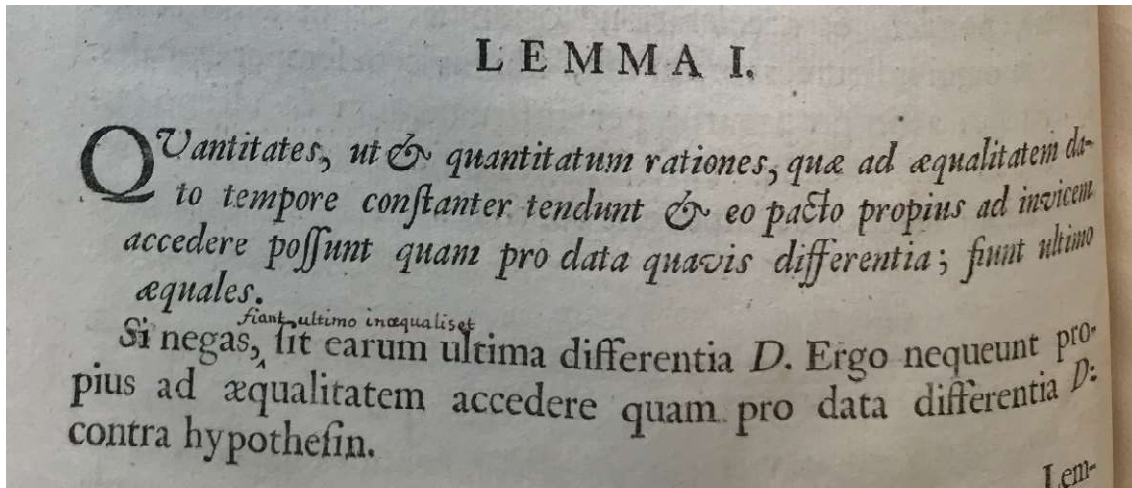 LEMMA I.
QVantitates, ut & quantitatum rationes, quæ ad æqualitatem da-
to tempore conſtanter tendunt & eo pacto propius ad invicem
accedere poſſunt quam pro data quavis differentia; fiunt ultimo
æquales.
fiant ultimo inæqualis et
Si negas, ‸ ſit earum ultima differentia D. Ergo nequeunt pro-
pius ad æqualitatem accedere quam pro data differentia D:
contra hypotheſin.
Lem-